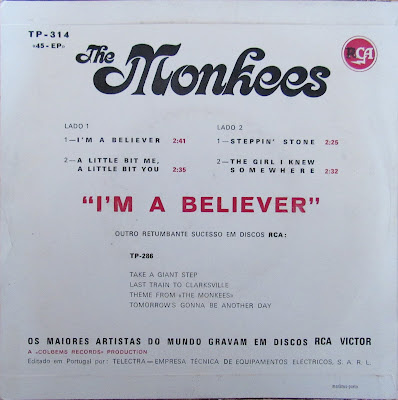 TP-314
«45-EP»
The Monkees
RCA
LADO 1
1—I'M A BELIEVER 2:41
2—A LITTLE BIT ME,
A LITTLE BIT YOU 2:35
LADO 2
1—STEPPIN' STONE 2:25
2—THE GIRL I KNEW
SOMEWHERE 2:32
"I'M A BELIEVER"
OUTRO RETUMBANTE SUCESSO EM DISCOS RCA:
TP-286
TAKE A GIANT STEP
LAST TRAIN TO CLARKSVILLE
THEME FROM «THE MONKEES»
TOMORROW'S GONNA BE ANOTHER DAY
OS MAIORES ARTISTAS DO MUNDO GRAVAM EM DISCOS RCA VICTOR
A «COLGEMS RECORDS» PRODUCTION
Editado em Portugal por: TELECTRA—EMPRESA TÉCNICA DE EQUIPAMENTOS ELÉCTRICOS, S. A. R. L.